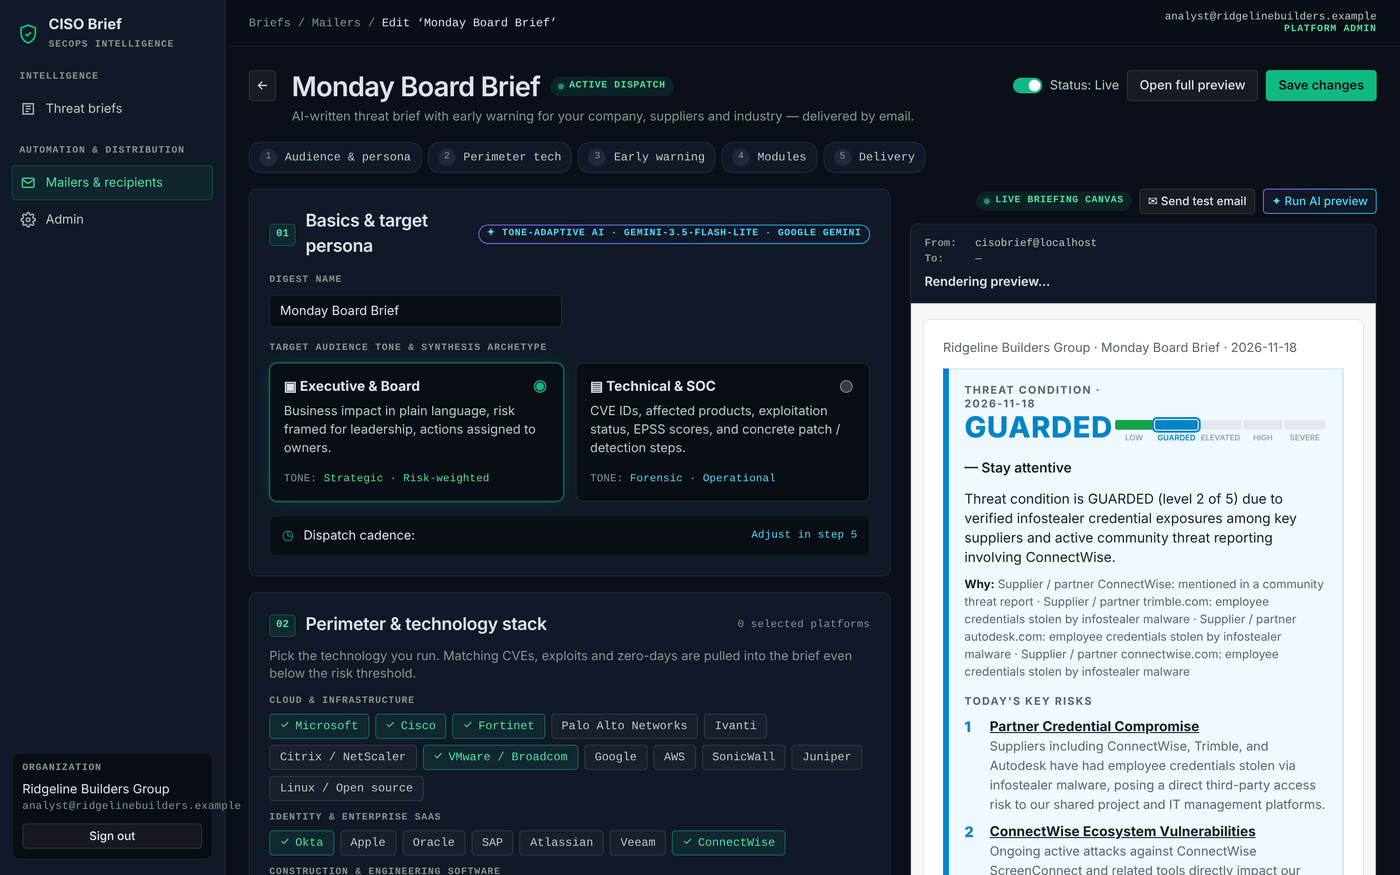 CISO Brief
SECOPS INTELLIGENCE
INTELLIGENCE
Threat briefs
AUTOMATION & DISTRIBUTION
Mailers & recipients
Admin
ORGANIZATION
Ridgeline Builders Group
analyst@ridgelinebuilders.example
Sign out
Briefs / Mailers / Edit ‘Monday Board Brief’
analyst@ridgelinebuilders.example
PLATFORM ADMIN
← Monday Board Brief ACTIVE DISPATCH
AI-written threat brief with early warning for your company, suppliers and industry — delivered by email.
Status: Live Open full preview Save changes
1 Audience & persona 2 Perimeter tech 3 Early warning 4 Modules 5 Delivery
01 Basics & target
persona
✦ TONE-ADAPTIVE AI · GEMINI-3.5-FLASH-LITE · GOOGLE GEMINI
DIGEST NAME
Monday Board Brief
TARGET AUDIENCE TONE & SYNTHESIS ARCHETYPE
▣ Executive & Board
Business impact in plain language, risk
framed for leadership, actions assigned to
owners.
TONE: Strategic · Risk-weighted
▤ Technical & SOC
CVE IDs, affected products, exploitation
status, EPSS scores, and concrete patch /
detection steps.
TONE: Forensic · Operational
◷ Dispatch cadence: Adjust in step 5
02 Perimeter & technology stack 0 selected platforms
Pick the technology you run. Matching CVEs, exploits and zero-days are pulled into the brief even
below the risk threshold.
CLOUD & INFRASTRUCTURE
✓ Microsoft ✓ Cisco ✓ Fortinet Palo Alto Networks Ivanti
Citrix / NetScaler ✓ VMware / Broadcom Google AWS SonicWall Juniper
Linux / Open source
IDENTITY & ENTERPRISE SAAS
✓ Okta Apple Oracle SAP Atlassian Veeam ✓ ConnectWise
CONSTRUCTION & ENGINEERING SOFTWARE
LIVE BRIEFING CANVAS ✉ Send test email ✦ Run AI preview
From: cisobrief@localhost
To: —
Rendering preview…
Ridgeline Builders Group · Monday Board Brief · 2026-11-18
THREAT CONDITION ·
2026-11-18
GUARDED
LOW GUARDED ELEVATED HIGH SEVERE
— Stay attentive
Threat condition is GUARDED (level 2 of 5) due to
verified infostealer credential exposures among key
suppliers and active community threat reporting
involving ConnectWise.
Why: Supplier / partner ConnectWise: mentioned in a community
threat report · Supplier / partner trimble.com: employee
credentials stolen by infostealer malware · Supplier / partner
autodesk.com: employee credentials stolen by infostealer
malware · Supplier / partner connectwise.com: employee
credentials stolen by infostealer malware
TODAY'S KEY RISKS
1 Partner Credential Compromise
Suppliers including ConnectWise, Trimble, and
Autodesk have had employee credentials stolen via
infostealer malware, posing a direct third-party access
risk to our shared project and IT management platforms.
2 ConnectWise Ecosystem Vulnerabilities
Ongoing active attacks against ConnectWise
ScreenConnect and related tools directly impact our